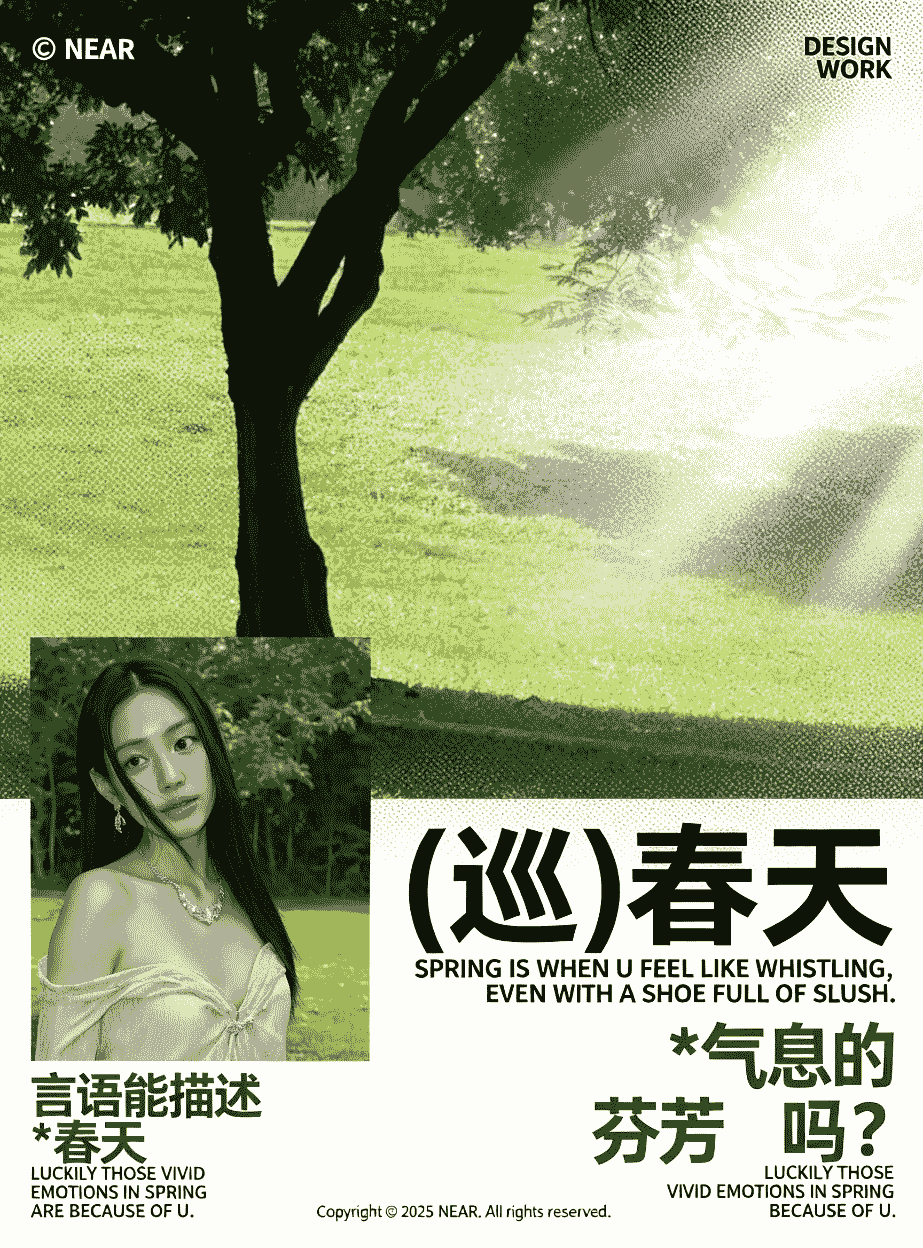 © NEAR
DESIGN
WORK
(巡)春天
SPRING IS WHEN U FEEL LIKE WHISTLING,
EVEN WITH A SHOE FULL OF SLUSH.
*气息的
芬芳 吗?
LUCKILY THOSE
VIVID EMOTIONS IN SPRING
BECAUSE OF U.
言语能描述
*春天
LUCKILY THOSE VIVID
EMOTIONS IN SPRING
ARE BECAUSE OF U.
Copyright © 2025 NEAR. All rights reserved.